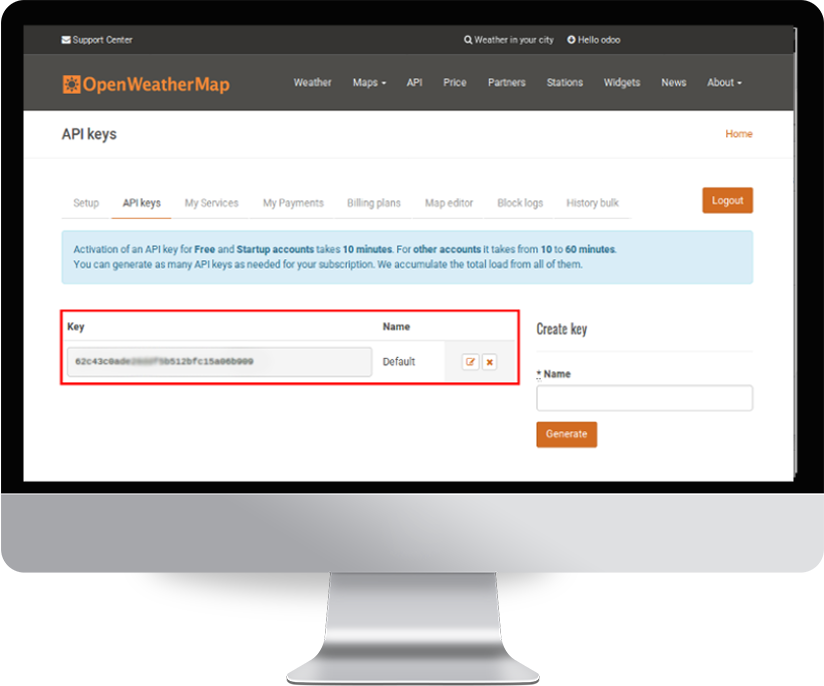 Support Center
Weather in your city
Hello odoo
OpenWeatherMap
Weather
Maps
API
Price
Partners
Stations
Widgets
News
About
API keys
Home
Setup
API keys
My Services
My Payments
Billing plans
Map editor
Block logs
History bulk
Logout
Activation of an API key for Free and Startup accounts takes 10 minutes. For other accounts it takes from 10 to 60 minutes.
You can generate as many API keys as needed for your subscription. We accumulate the total load from all of them.
Key
Name
Default
Create key
* Name
Generate